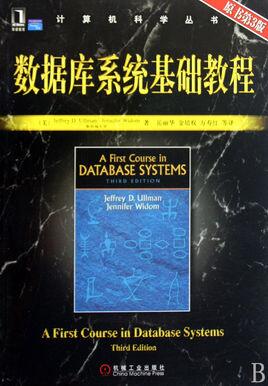 计算机科学丛书
原书第3版
数据库系统基础教程
(美) Jeffrey D. Ullman Jennifer Widom 著 岳丽华 金培权 万寿红 等译
A First Course in
DATABASE SYSTEMS
THIRD EDITION
Jeffrey D. Ullman
Jennifer Widom
A First Course in Database Systems
Third Edition
机械工业出版社
China Machine Press
B